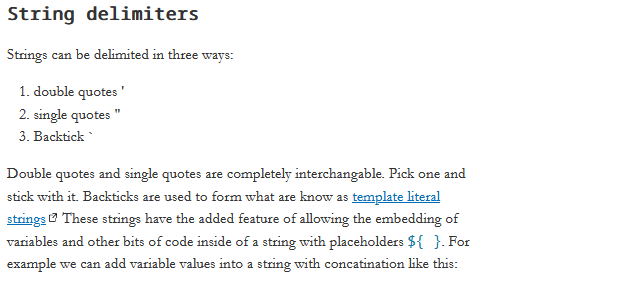 String delimiters
Strings can be delimited in three ways:
1. double quotes '
2. single quotes "
3. Backtick `
Double quotes and single quotes are completely interchangable. Pick one and
stick with it. Backticks are used to form what are know as template literal
strings These strings have the added feature of allowing the embedding of
variables and other bits of code inside of a string with placeholders ${ }. For
example we can add variable values into a string with concatination like this: